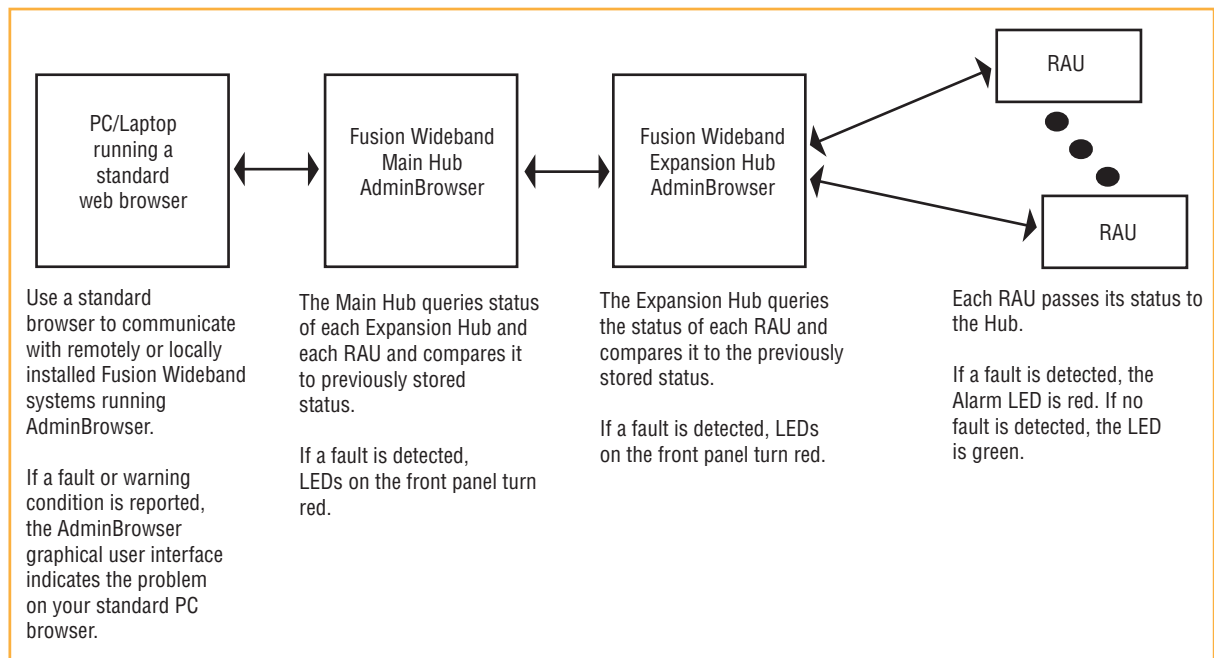 PC/Laptop
running a
standard
web browser
Fusion Wideband
Main Hub
AdminBrowser
Fusion Wideband
Expansion Hub
AdminBrowser
RAU
RAU
Use a standard
browser to communicate
with remotely or locally
installed Fusion Wideband
systems running
AdminBrowser.
If a fault or warning
condition is reported,
the AdminBrowser
graphical user interface
indicates the problem
on your standard PC
browser.
The Main Hub queries status
of each Expansion Hub and
each RAU and compares it
to previously stored
status.
If a fault is detected,
LEDs on the front panel turn
red.
The Expansion Hub queries
the status of each RAU and
compares it to the previously
stored status.
If a fault is detected, LEDs
on the front panel turn red.
Each RAU passes its status to
the Hub.
If a fault is detected, the
Alarm LED is red. If no
fault is detected, the LED
is green.